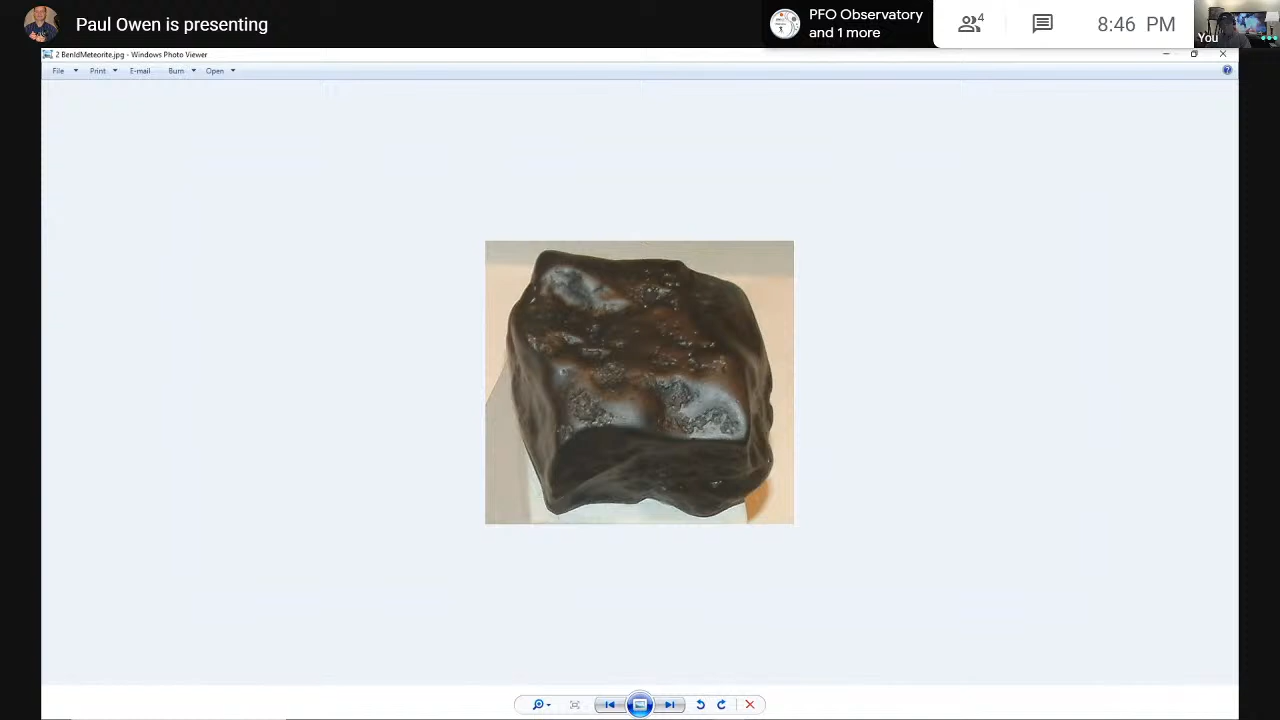 Paul Owen is presenting
PFO Observatory
and 1 more
4
8:46 PM
You
2 BenldMeteorite.jpg - Windows Photo Viewer
File Print E-mail Burn Open